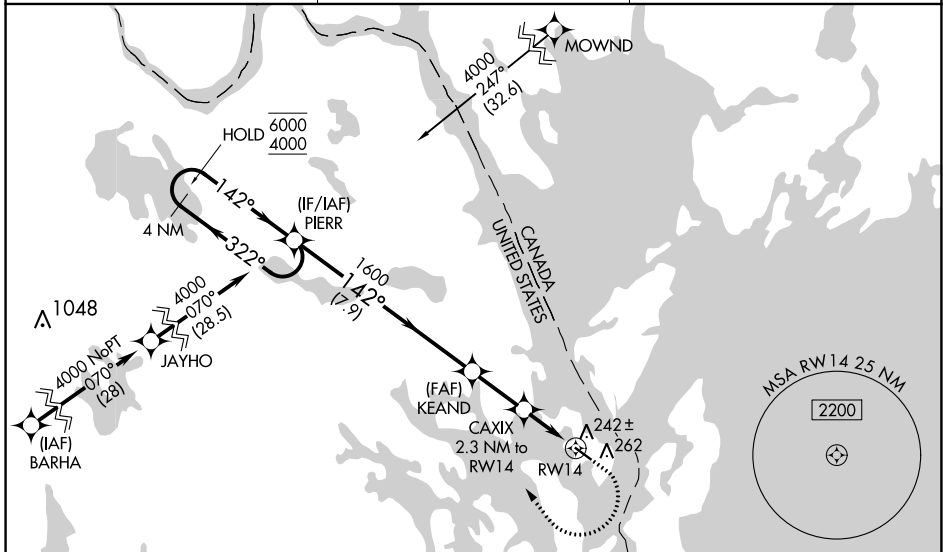 MOWND
4000
247°
(32.6)
HOLD
6000
4000
142°
(IF/IAF)
PIERR
4 NM
322°
CANADA
UNITED STATES
1600
142°
(7.9)
4000
070°
(28.5)
1048
JAYHO
4000 NoPT
070°
(28)
(IAF)
BARHA
(FAF)
KEAND
CAXIX
2.3 NM to
RW14
242±
262
RW14
MSA RW14 25 NM
2200